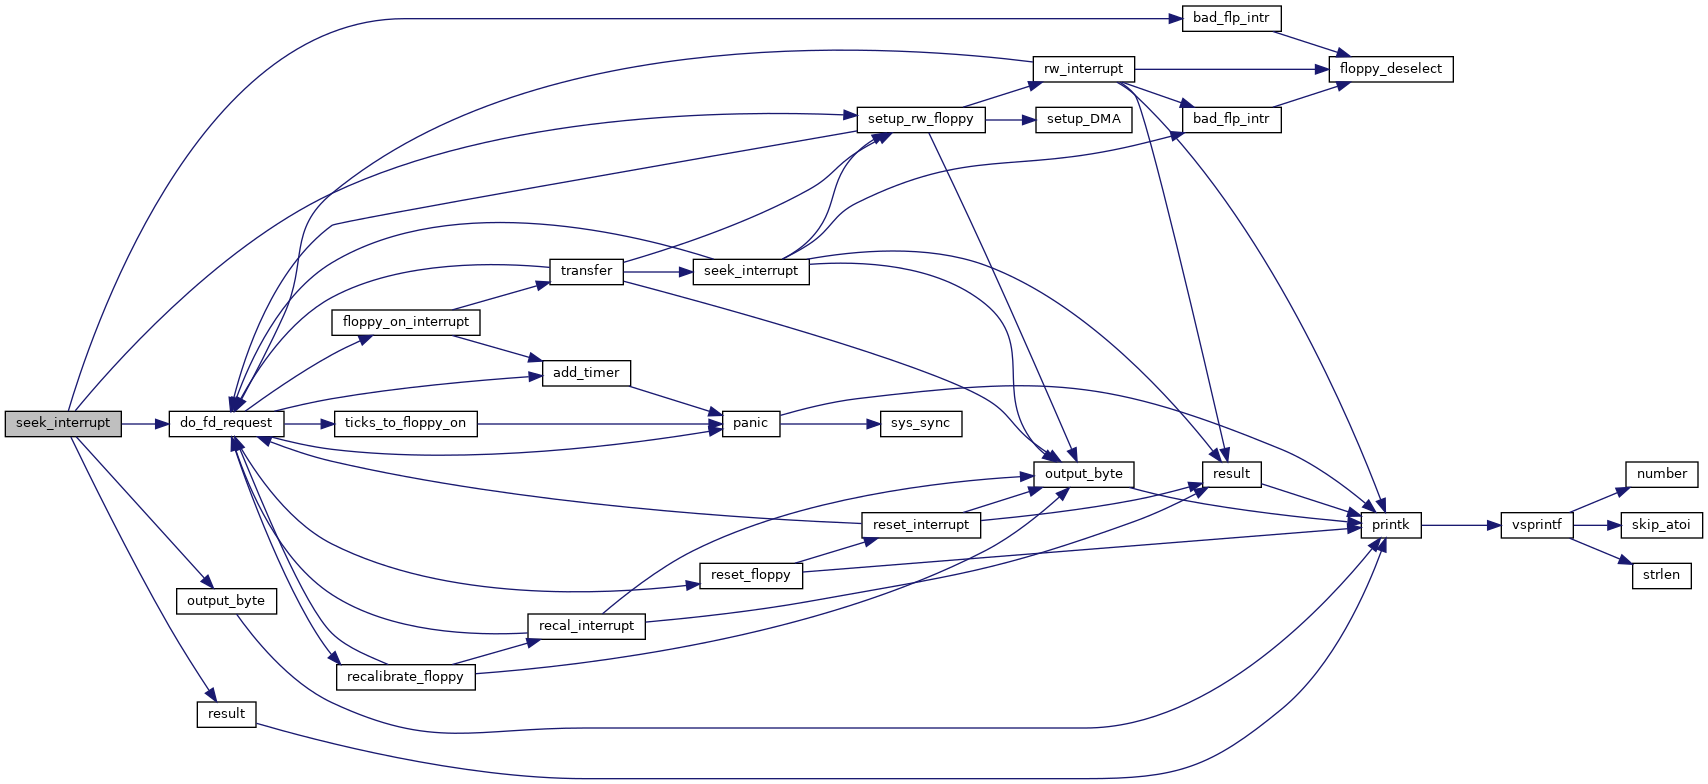 bad_flp_intr
rw_interrupt
floppy_deselect
setup_rw_floppy
setup_DMA
bad_flp_intr
transfer
seek_interrupt
floppy_on_interrupt
add_timer
seek_interrupt
do_fd_request
ticks_to_floppy_on
panic
sys_sync
output_byte
result
number
reset_interrupt
printk
vsprintf
skip_atoi
reset_floppy
strlen
output_byte
recal_interrupt
recalibrate_floppy
result